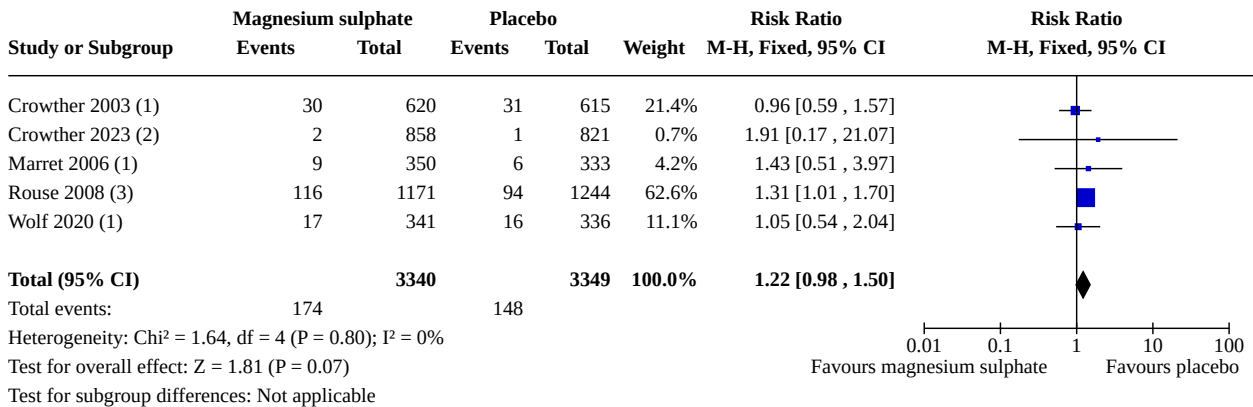 Magnesium sulphate Placebo Risk Ratio Risk Ratio
Study or Subgroup Events Total Events Total Weight M-H, Fixed, 95% CI M-H, Fixed, 95% CI
Crowther 2003 (1) 30 620 31 615 21.4% 0.96 [0.59 , 1.57]
Crowther 2023 (2) 2 858 1 821 0.7% 1.91 [0.17 , 21.07]
Marret 2006 (1) 9 350 6 333 4.2% 1.43 [0.51 , 3.97]
Rouse 2008 (3) 116 1171 94 1244 62.6% 1.31 [1.01 , 1.70]
Wolf 2020 (1) 17 341 16 336 11.1% 1.05 [0.54 , 2.04]
Total (95% CI) 3340 3349 100.0% 1.22 [0.98 , 1.50]
Total events: 174 148
Heterogeneity: Chi² = 1.64, df = 4 (P = 0.80); I² = 0%
0.01 0.1 1 10 100
Test for overall effect: Z = 1.81 (P = 0.07) Favours magnesium sulphate Favours placebo
Test for subgroup differences: Not applicable